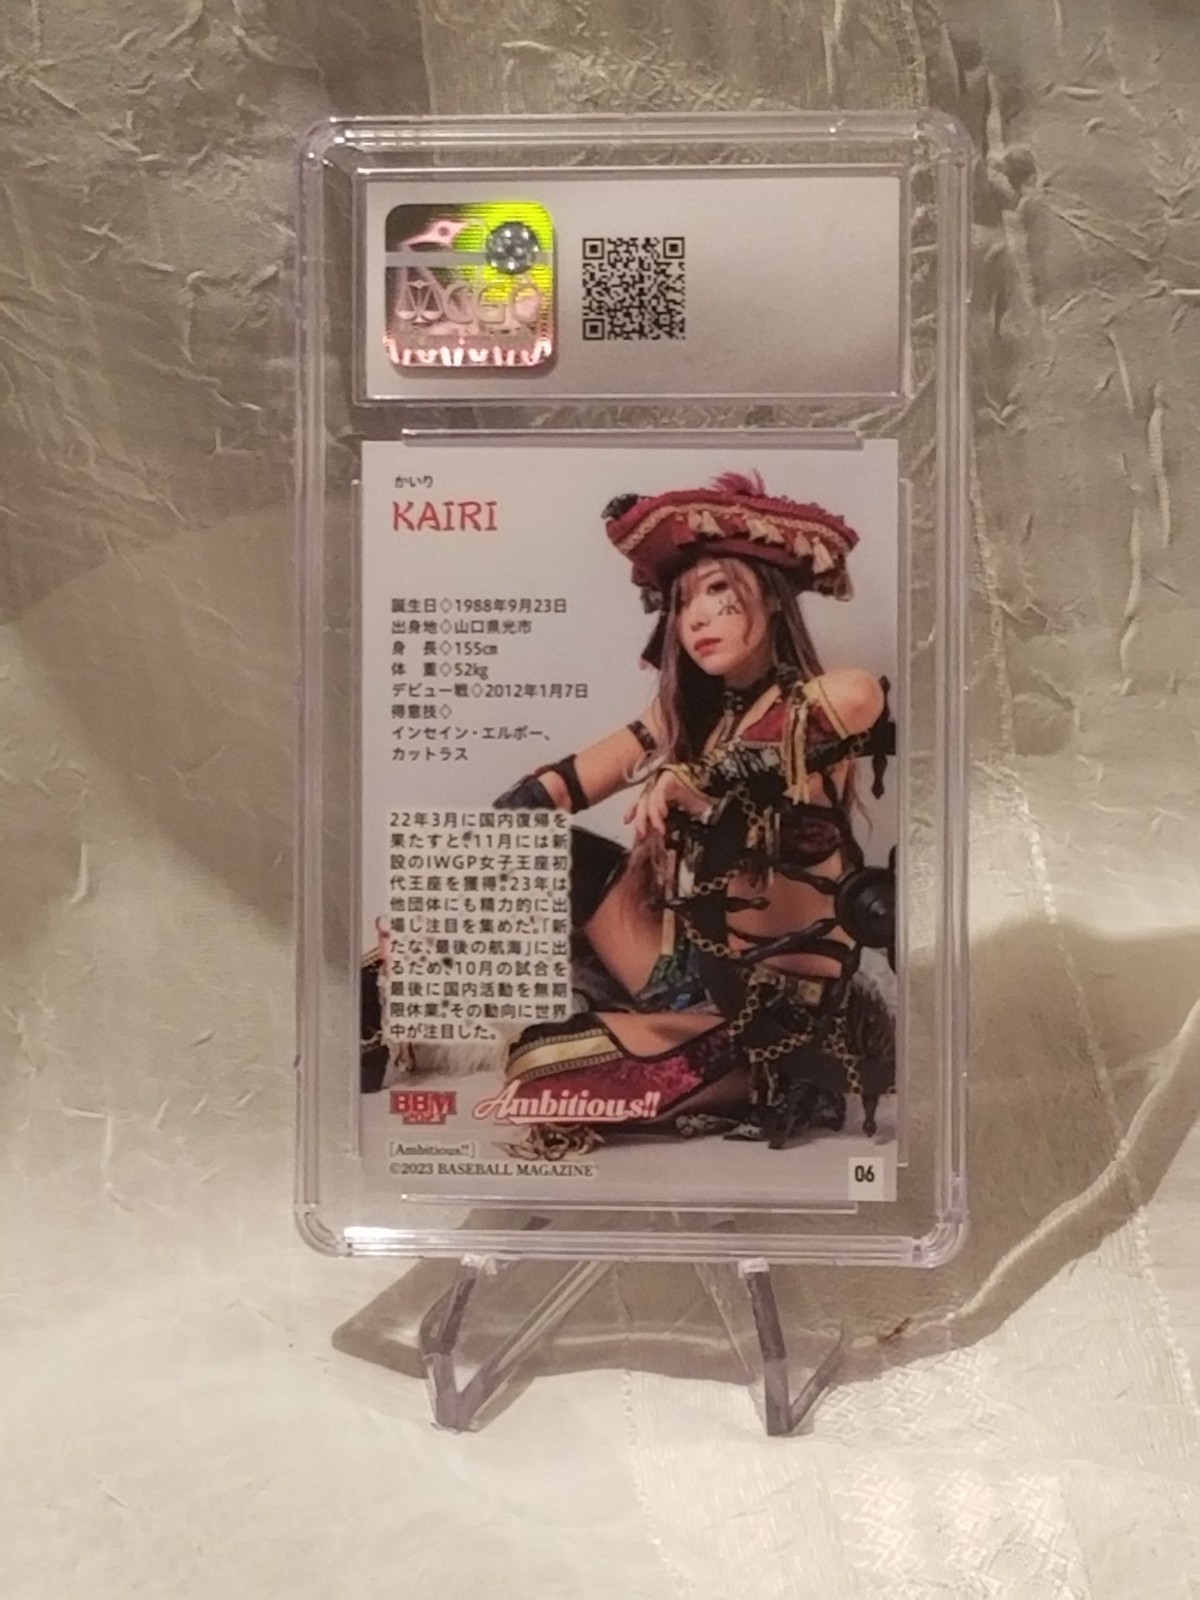 AGC
かいり
KAIRI
誕生日◇1988年9月23日
出身地◇山口県光市
身　長◇155㎝
体　重◇52㎏
デビュー戦◇2012年1月7日
得意技◇
インセイン・エルボー、
カットラス
22年3月に国内復帰を
果たすと、11月には新
設のIWGP女子王座初
代王座を獲得。23年は
他団体にも精力的に出
場し注目を集めた。「新
たな、最後の航海」に出
るため、10月の試合を
最後に国内活動を無期
限休業。その動向に世界
中が注目した。
BBM
Ambitious!!
[Ambitious!!]
©2023 BASEBALL MAGAZINE
06